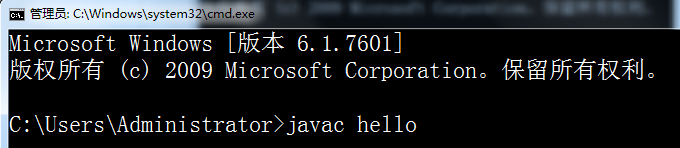 管理员: C:\Windows\system32\cmd.exe
Microsoft Windows [版本 6.1.7601]
版权所有 (c) 2009 Microsoft Corporation。保留所有权利。
C:\Users\Administrator>javac hello